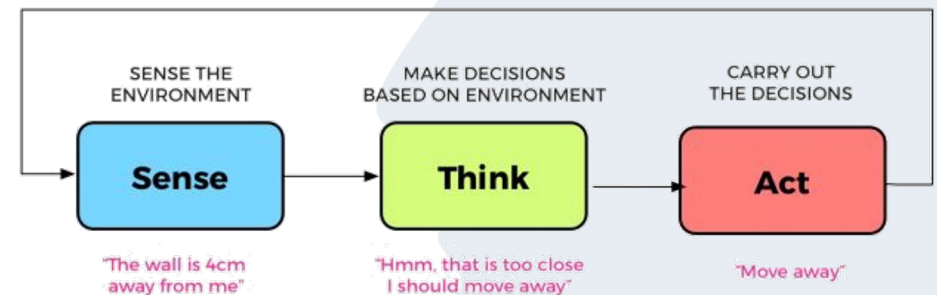 SENSE THE
ENVIRONMENT
MAKE DECISIONS
BASED ON ENVIRONMENT
CARRY OUT
THE DECISIONS
Sense
Think
Act
"The wall is 4cm
away from me"
"Hmm, that is too close
I should move away"
"Move away"